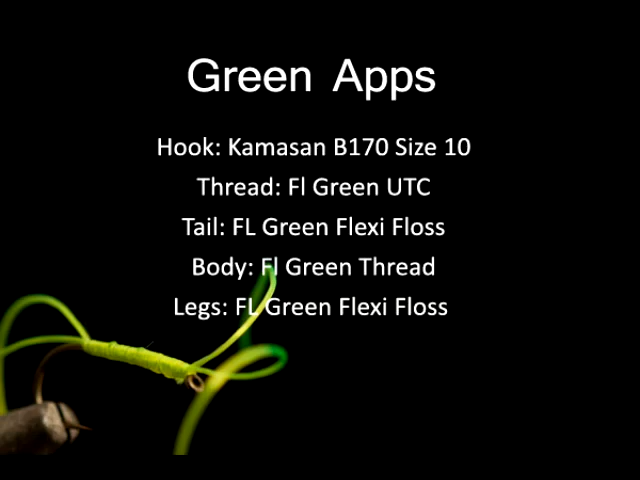 Green Apps
Hook: Kamasan B170 Size 10
Thread: Fl Green UTC
Tail: FL Green Flexi Floss
Body: Fl Green Thread
Legs: FL Green Flexi Floss